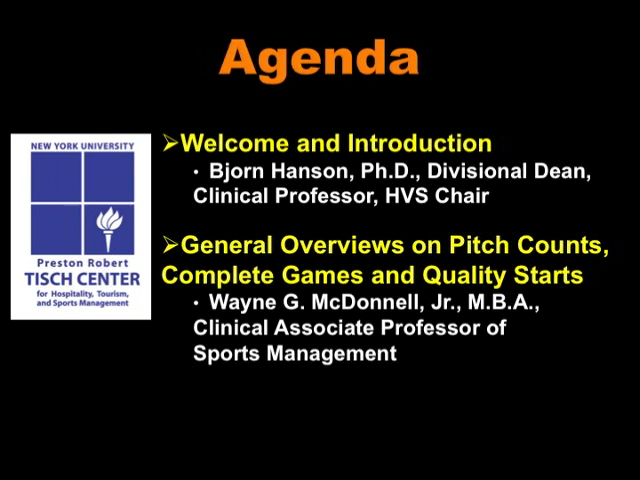 Agenda
NEW YORK UNIVERSITY
Preston Robert
TISCH CENTER
for Hospitality, Tourism,
and Sports Management
➢Welcome and Introduction
• Bjorn Hanson, Ph.D., Divisional Dean,
Clinical Professor, HVS Chair
➢General Overviews on Pitch Counts,
Complete Games and Quality Starts
• Wayne G. McDonnell, Jr., M.B.A.,
Clinical Associate Professor of
Sports Management